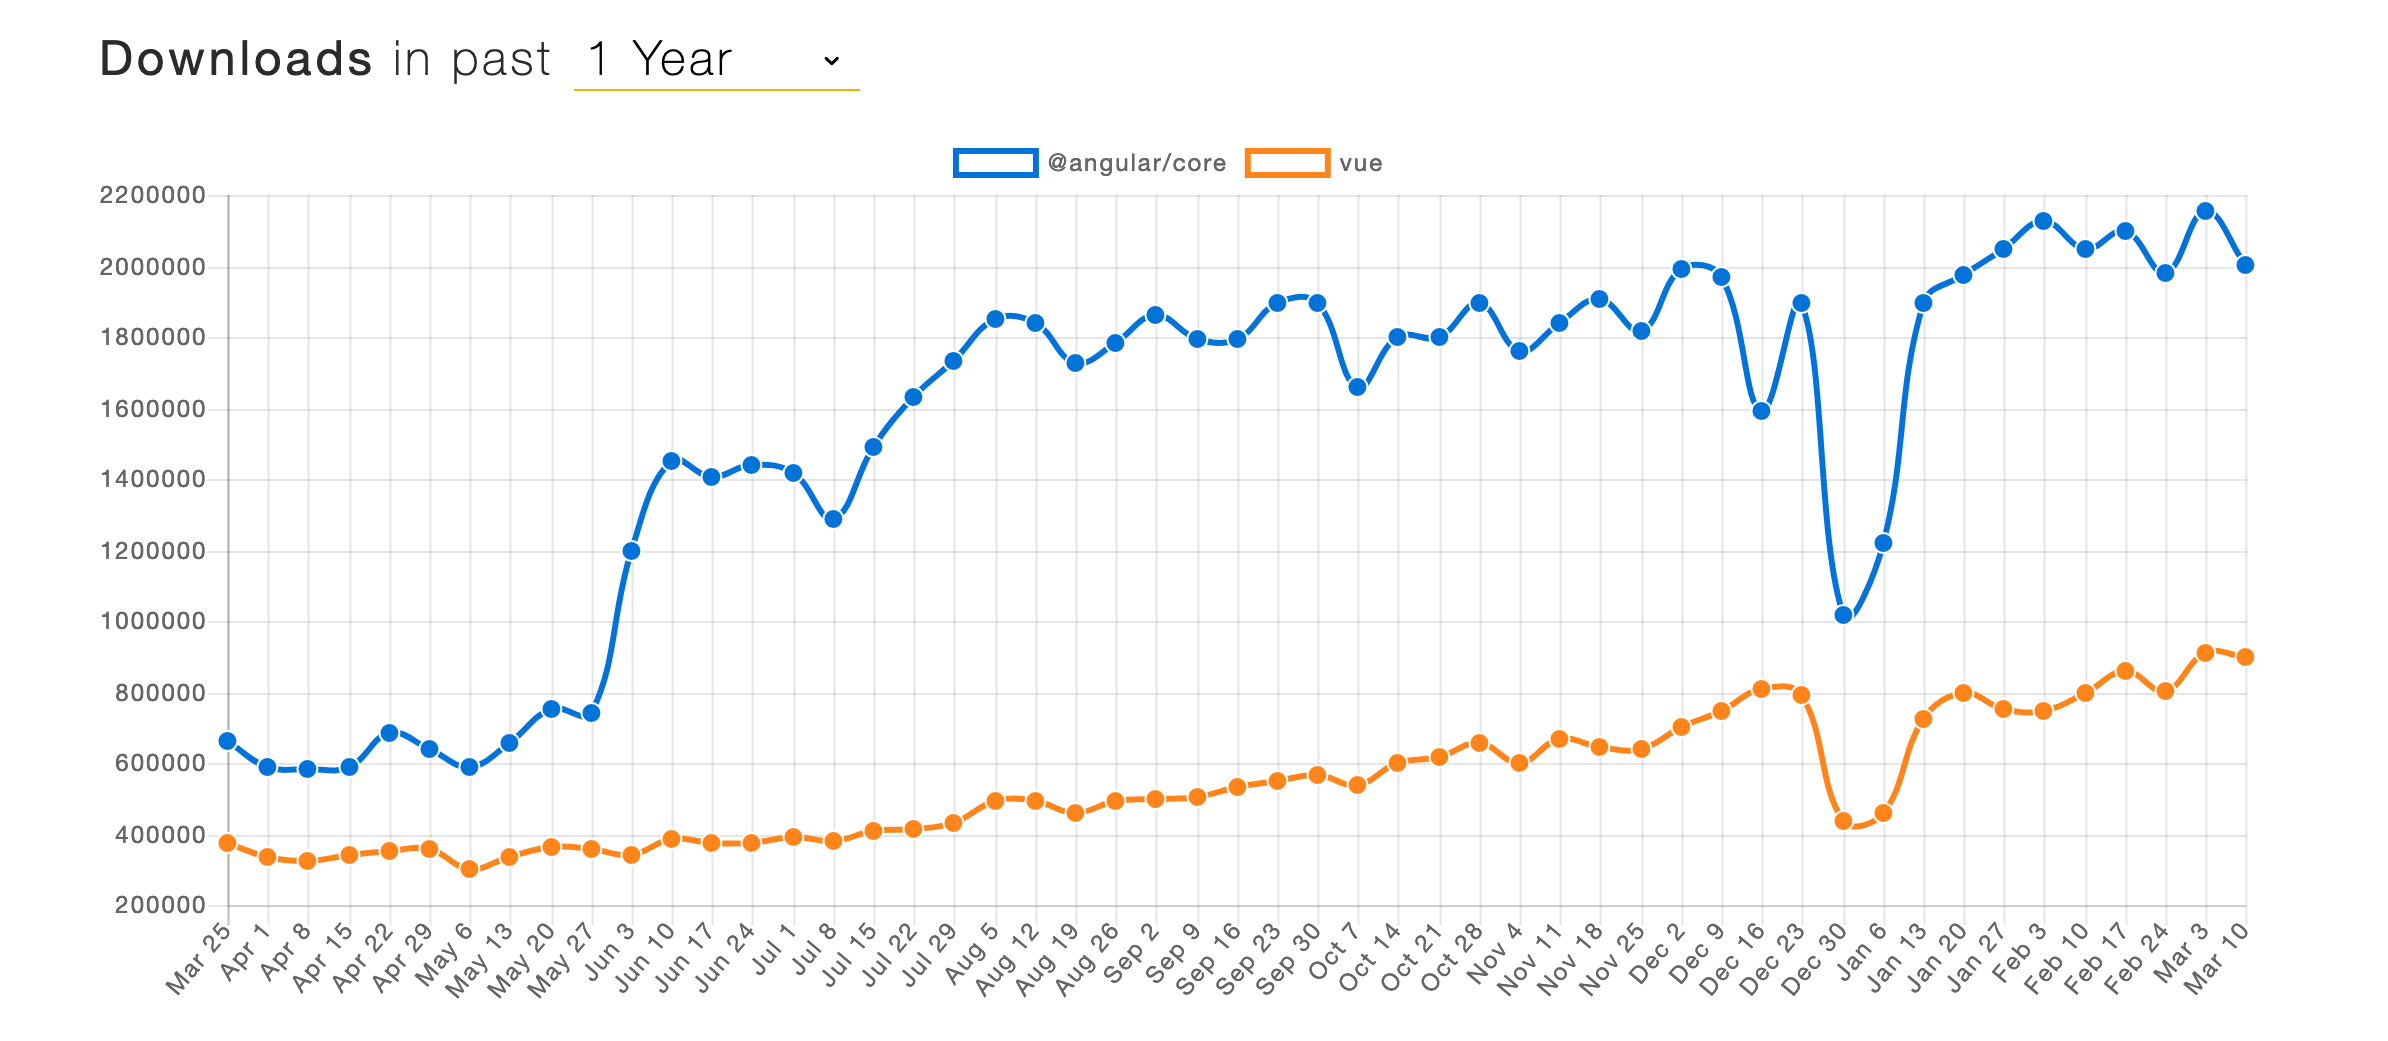 Downloads in past 1 Year
@angular/core vue
2200000
2000000
1800000
1600000
1400000
1200000
1000000
800000
600000
400000
200000
Mar 25
Apr 1
Apr 8
Apr 15
Apr 22
Apr 29
May 6
May 13
May 20
May 27
Jun 3
Jun 10
Jun 17
Jun 24
Jul 1
Jul 8
Jul 15
Jul 22
Jul 29
Aug 5
Aug 12
Aug 19
Aug 26
Sep 2
Sep 9
Sep 16
Sep 23
Sep 30
Oct 7
Oct 14
Oct 21
Oct 28
Nov 4
Nov 11
Nov 18
Nov 25
Dec 2
Dec 9
Dec 16
Dec 23
Dec 30
Jan 6
Jan 13
Jan 20
Jan 27
Feb 3
Feb 10
Feb 17
Feb 24
Mar 3
Mar 10